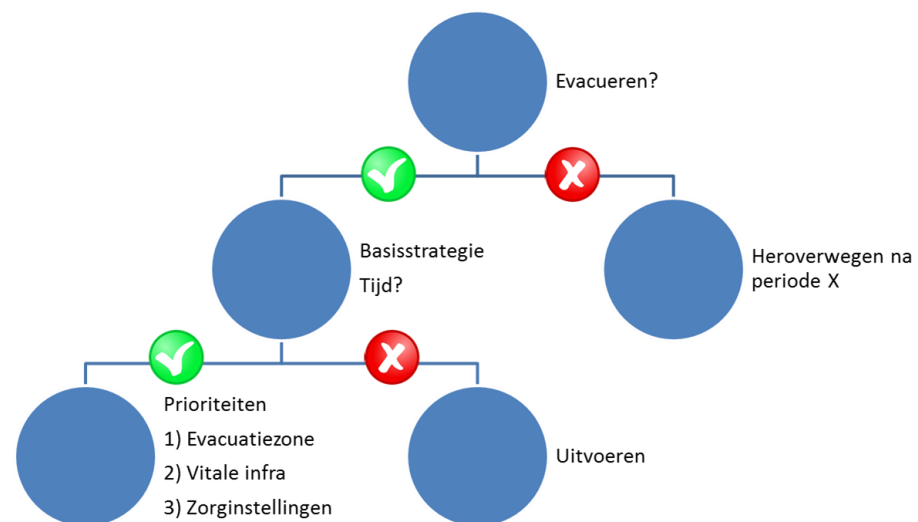 Evacueren?
Basisstrategie
Tijd?
Heroverwegen na
periode X
Prioriteiten
1) Evacuatiezone
2) Vitale infra
3) Zorginstellingen
Uitvoeren